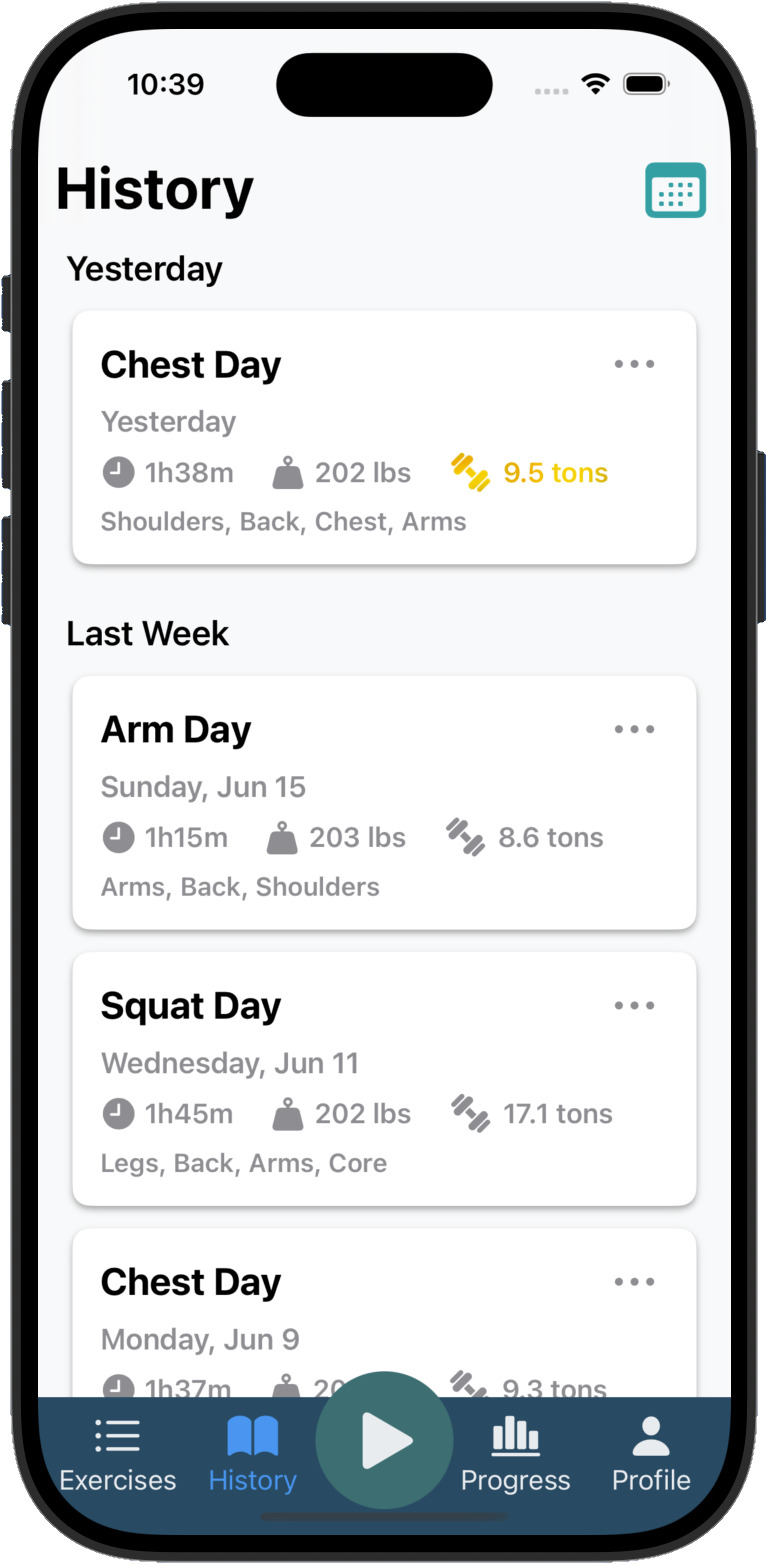 10:39
History
Yesterday
Chest Day
Yesterday
1h38m 202 lbs 9.5 tons
Shoulders, Back, Chest, Arms
Last Week
Arm Day
Sunday, Jun 15
1h15m 203 lbs 8.6 tons
Arms, Back, Shoulders
Squat Day
Wednesday, Jun 11
1h45m 202 lbs 17.1 tons
Legs, Back, Arms, Core
Chest Day
Monday, Jun 9
1h37m 9.3 tons
Exercises History Progress Profile